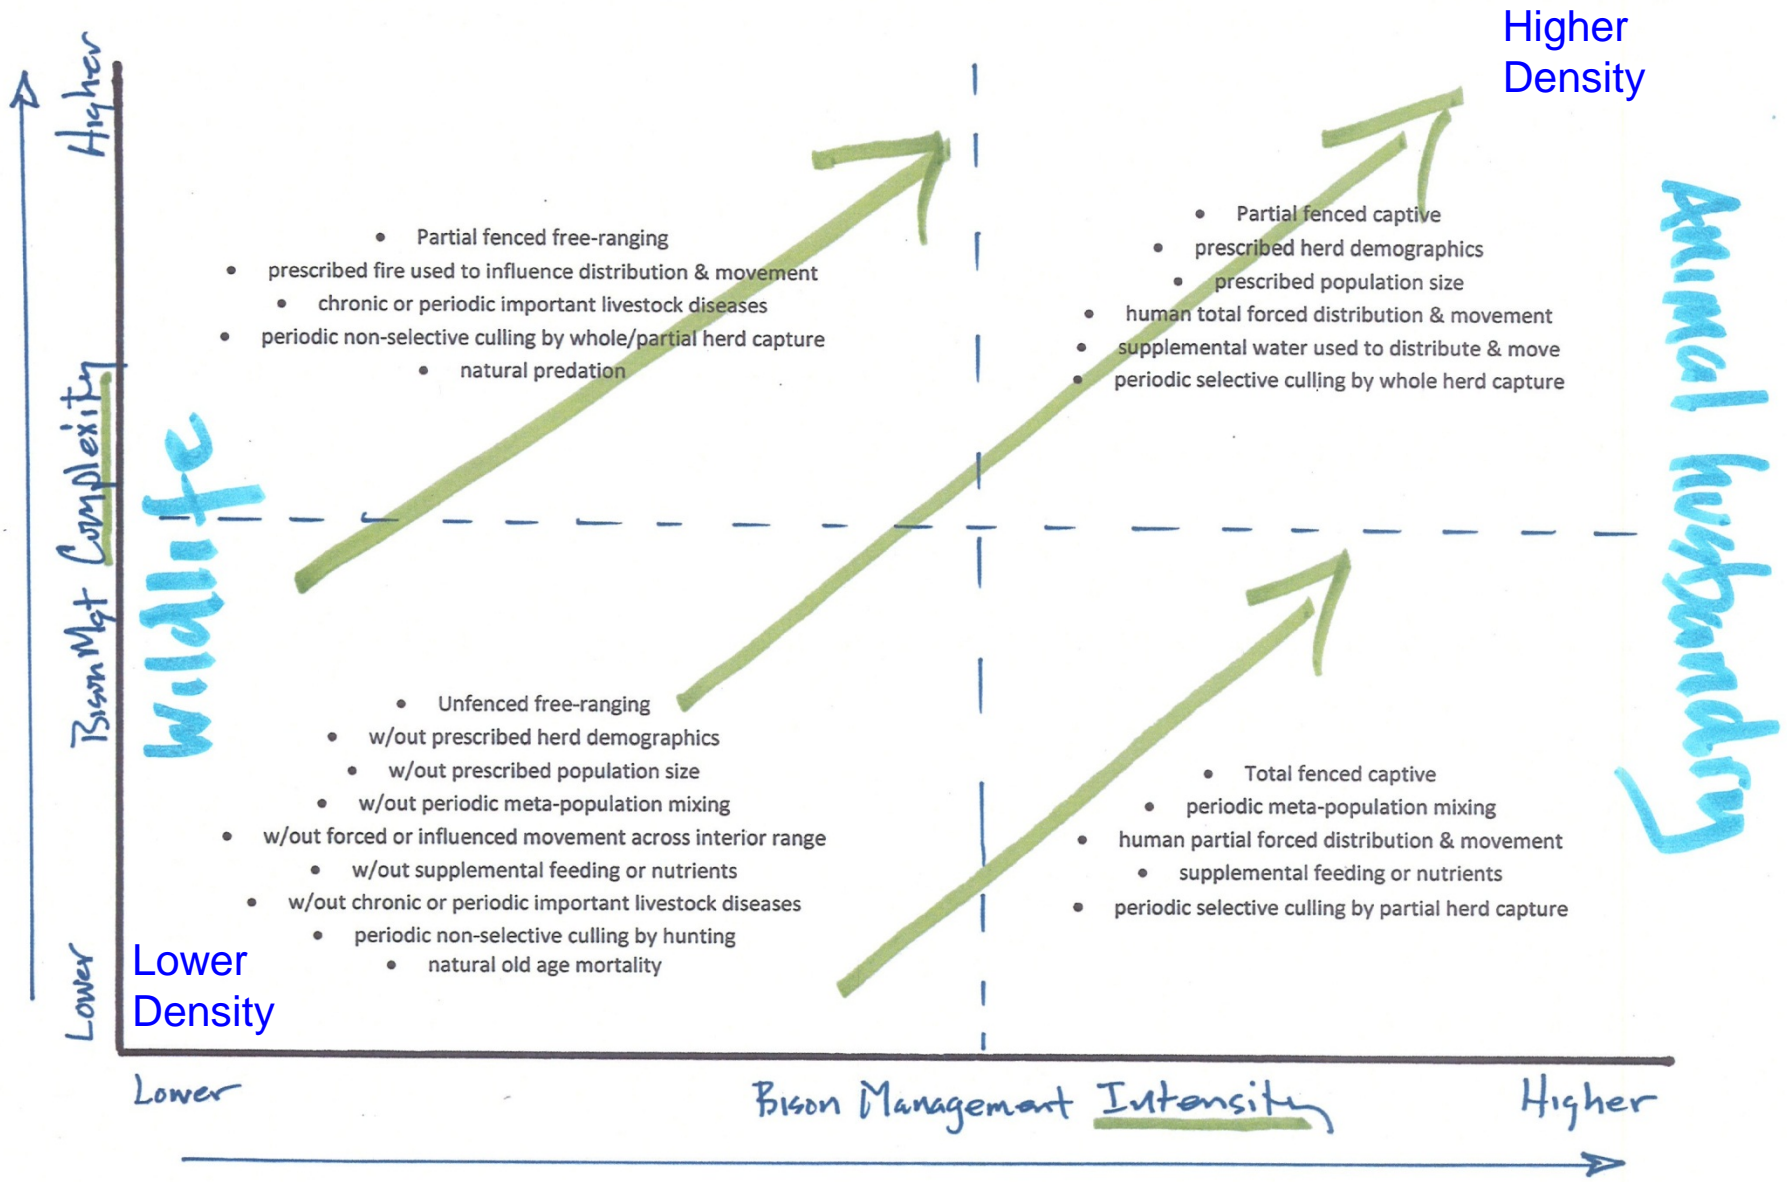 Higher
Density
Higher
Bison Mgt Complexity
Lower
Wildlife
Animal husbandry
• Partial fenced free-ranging
• prescribed fire used to influence distribution & movement
• chronic or periodic important livestock diseases
• periodic non-selective culling by whole/partial herd capture
• natural predation
• Partial fenced captive
• prescribed herd demographics
• prescribed population size
• human total forced distribution & movement
• supplemental water used to distribute & move
• periodic selective culling by whole herd capture
• Unfenced free-ranging
• w/out prescribed herd demographics
• w/out prescribed population size
• w/out periodic meta-population mixing
• w/out forced or influenced movement across interior range
• w/out supplemental feeding or nutrients
• w/out chronic or periodic important livestock diseases
• periodic non-selective culling by hunting
• natural old age mortality
• Total fenced captive
• periodic meta-population mixing
• human partial forced distribution & movement
• supplemental feeding or nutrients
• periodic selective culling by partial herd capture
Lower
Density
Lower
Bison Management Intensity
Higher